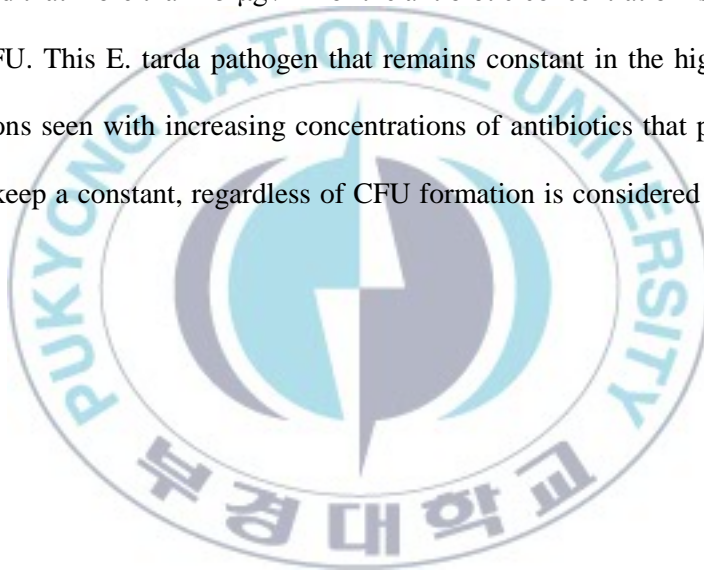 FU. This E. tarda pathogen that remains constant in the hig
ons seen with increasing concentrations of antibiotics that p
keep a constant, regardless of CFU formation is considered
PUKYONG NATIONAL UNIVERSITY
부경대학교